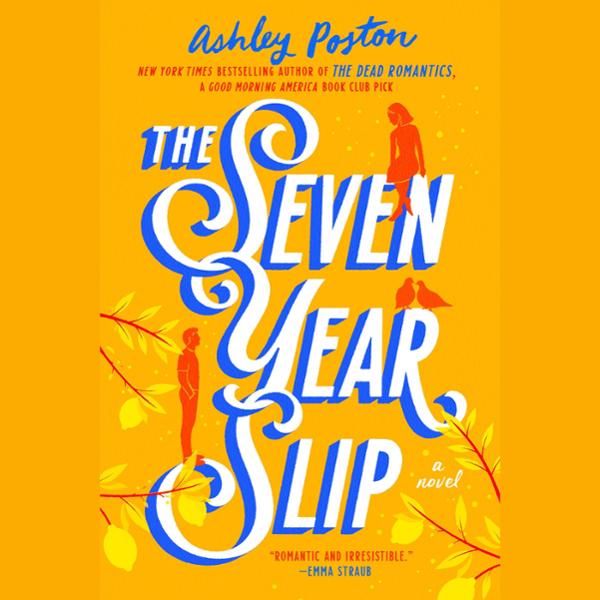 Ashley Poston
NEW YORK TIMES BESTSELLING AUTHOR OF THE DEAD ROMANTICS,
A GOOD MORNING AMERICA BOOK CLUB PICK
THE
SEVEN
YEAR
SLIP
a
novel
“ROMANTIC AND IRRESISTIBLE.”
—EMMA STRAUB